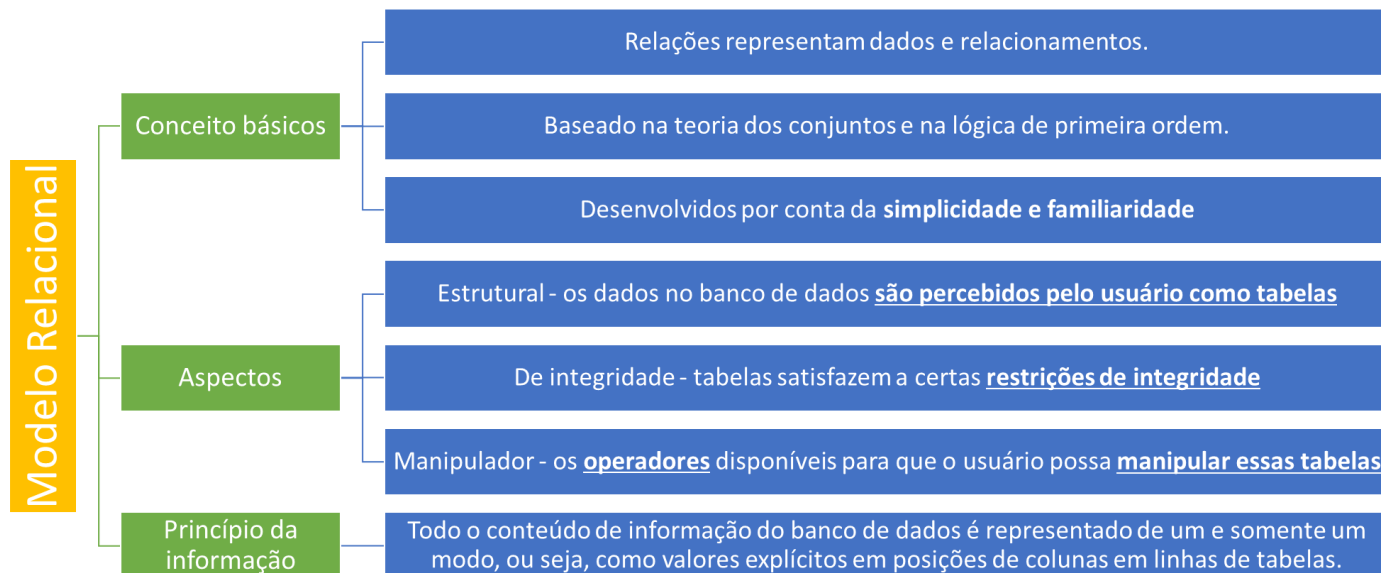 Modelo Relacional
Conceito básicos
Relações representam dados e relacionamentos.
Baseado na teoria dos conjuntos e na lógica de primeira ordem.
Desenvolvidos por conta da simplicidade e familiaridade
Aspectos
Estrutural - os dados no banco de dados são percebidos pelo usuário como tabelas
De integridade - tabelas satisfazem a certas restrições de integridade
Manipulador - os operadores disponíveis para que o usuário possa manipular essas tabelas
Princípio da
informação
Todo o conteúdo de informação do banco de dados é representado de um e somente um
modo, ou seja, como valores explícitos em posições de colunas em linhas de tabelas.